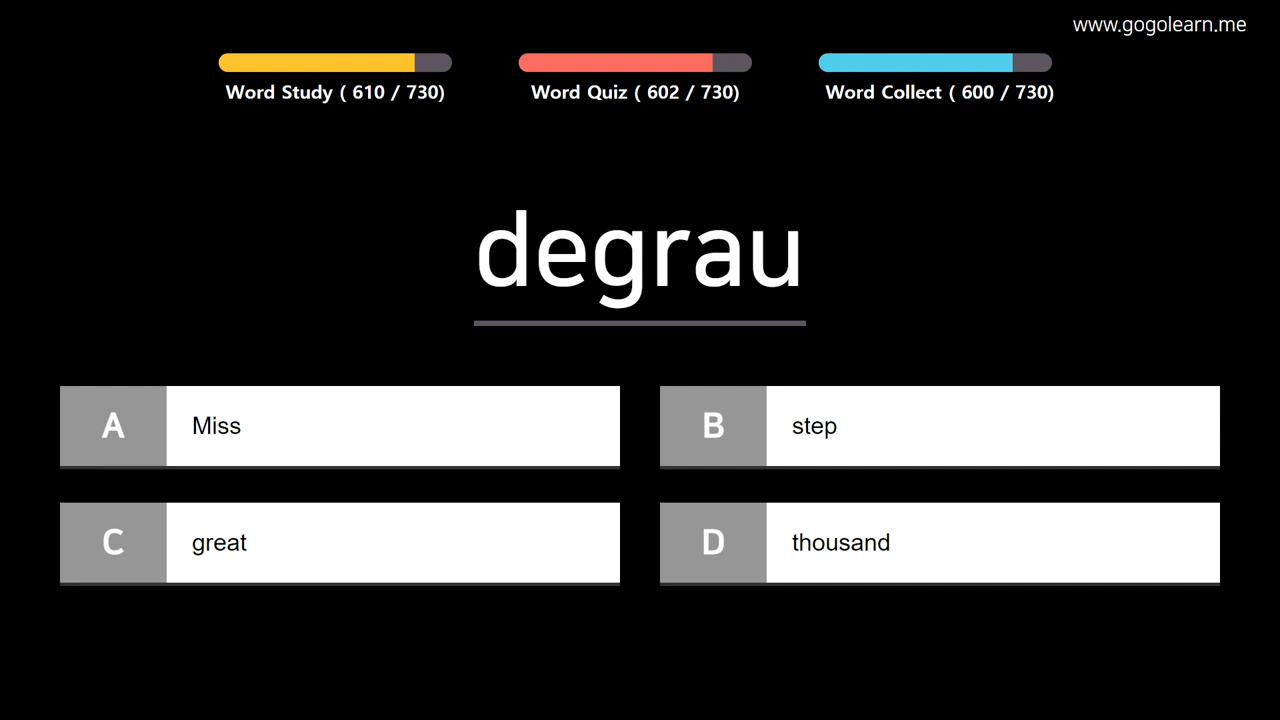 www.gogolearn.me
Word Study ( 610 / 730)
Word Quiz ( 602 / 730)
Word Collect ( 600 / 730)
degrau
A Miss
B step
C great
D thousand